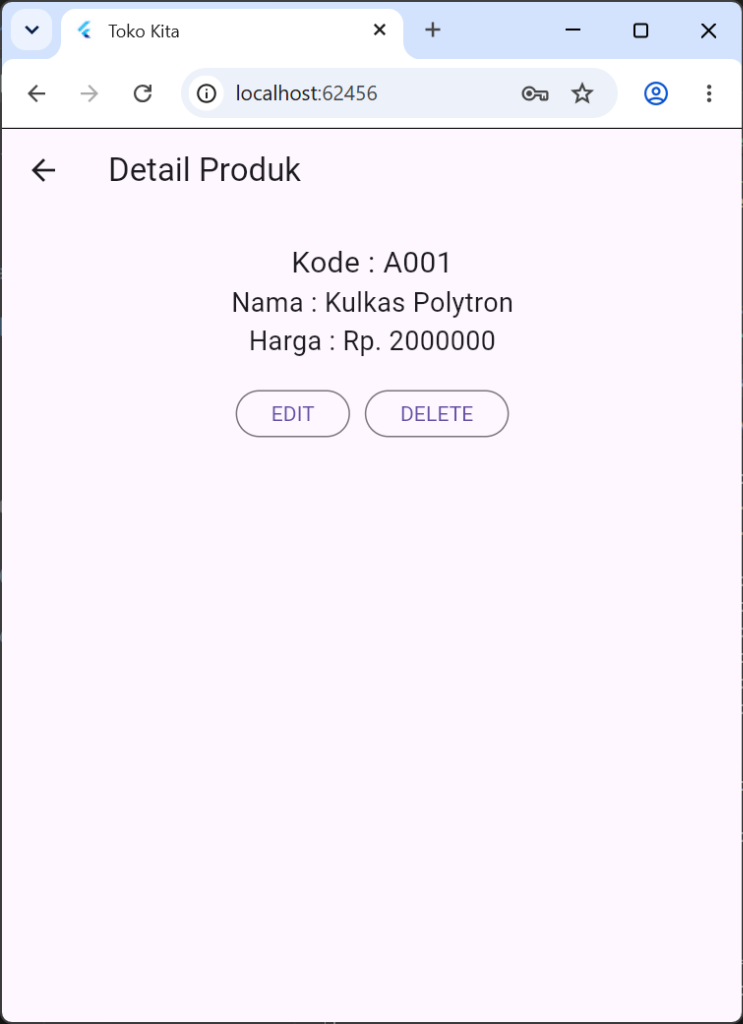 Toko Kita
localhost:62456
Detail Produk
Kode : A001
Nama : Kulkas Polytron
Harga : Rp. 2000000
EDIT DELETE